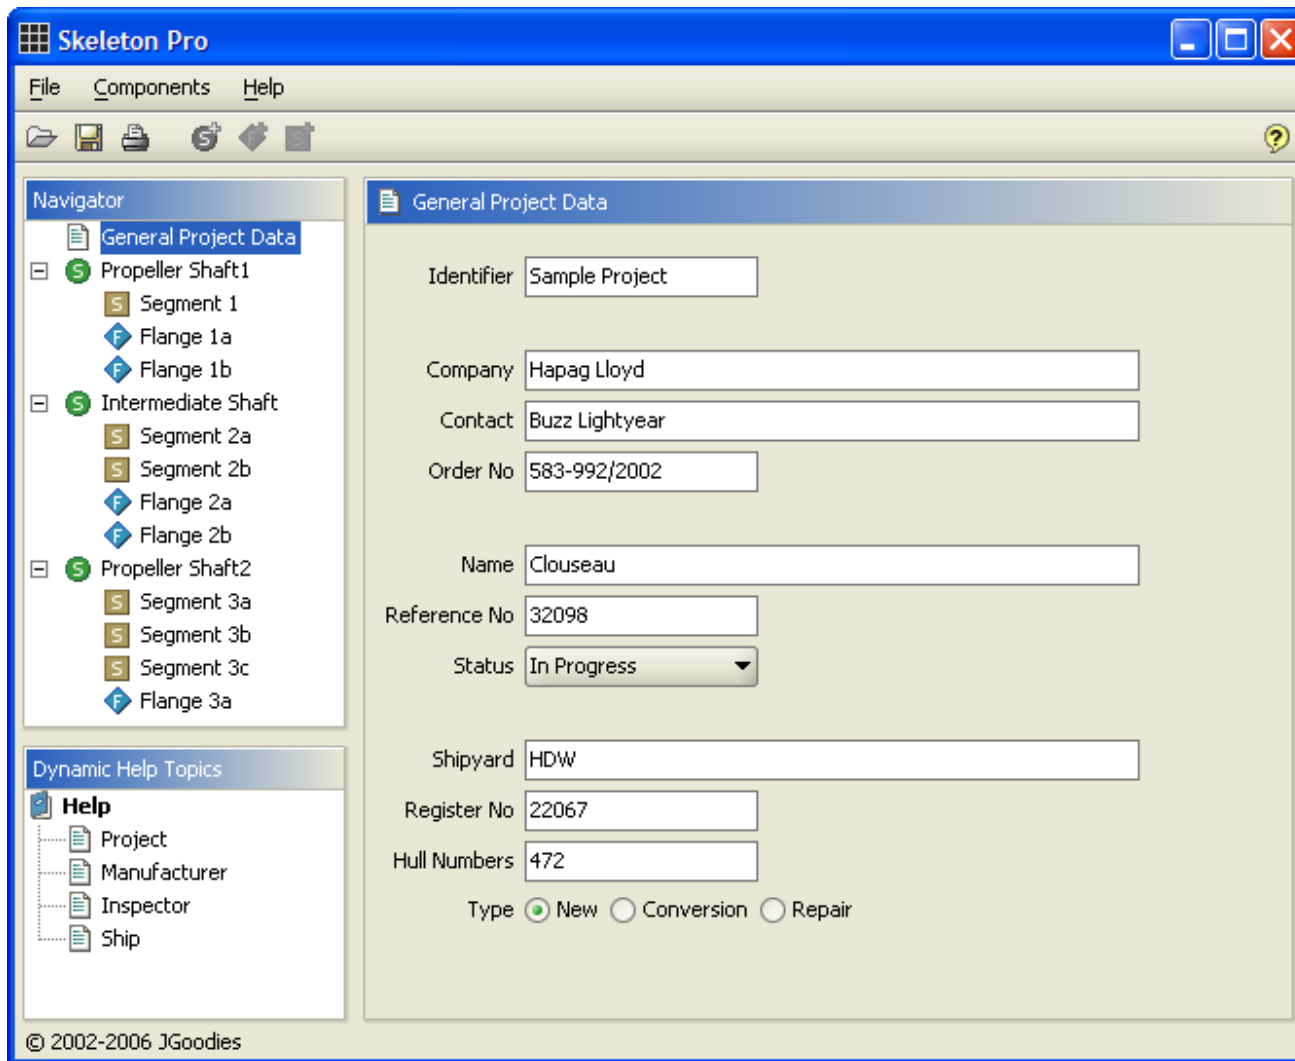 Skeleton Pro
File Components Help
Navigator
General Project Data
Propeller Shaft1
S Segment 1
F Flange 1a
F Flange 1b
S Intermediate Shaft
S Segment 2a
S Segment 2b
F Flange 2a
F Flange 2b
S Propeller Shaft2
S Segment 3a
S Segment 3b
S Segment 3c
F Flange 3a
Dynamic Help Topics
Help
Project
Manufacturer
Inspector
Ship
General Project Data
Identifier Sample Project
Company Hapag Lloyd
Contact Buzz Lightyear
Order No 583-992/2002
Name Clouseau
Reference No 32098
Status In Progress
Shipyard HDW
Register No 22067
Hull Numbers 472
Type New Conversion Repair
© 2002-2006 JGoodies